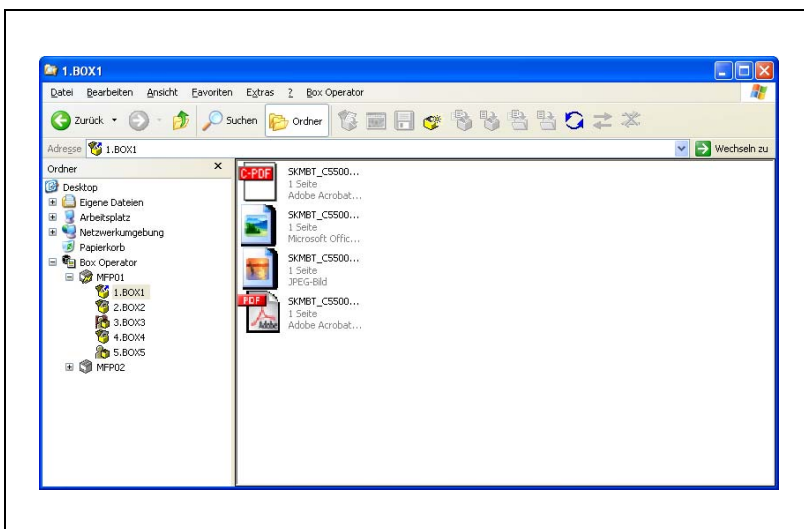 1.BOX1
Datei Bearbeiten Ansicht Favoriten Extras ? Box Operator
Zurück Suchen Ordner
Adresse 1.BOX1 Wechseln zu
Ordner
Desktop
Eigene Dateien
Arbeitsplatz
Netzwerkumgebung
Papierkorb
Box Operator
MFP01
1.BOX1
2.BOX2
3.BOX3
4.BOX4
5.BOX5
MFP02
C-PDF
SKMBT_C5500...
1 Seite
Adobe Acrobat...
SKMBT_C5500...
1 Seite
Microsoft Offic...
SKMBT_C5500...
1 Seite
JPEG-Bild
PDF
Adobe
SKMBT_C5500...
1 Seite
Adobe Acrobat...